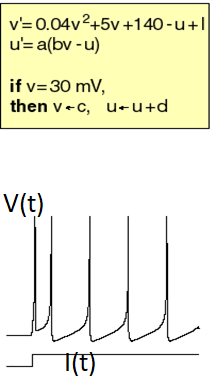 v'= 0.04v²+5v+140 -u+I
u'= a(bv -u)
if v=30 mV,
then v←c, u←u+d
V(t)
I(t)